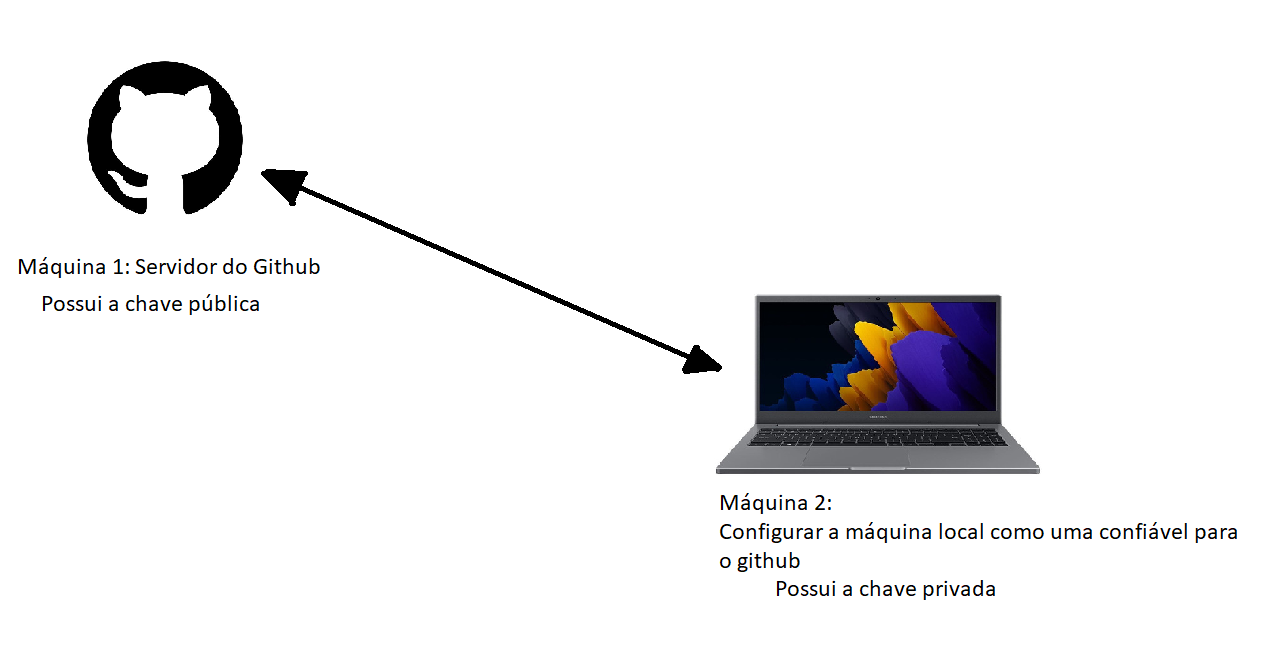 Máquina 1: Servidor do Github
Possui a chave pública
Máquina 2:
Configurar a máquina local como uma confiável para
o github
Possui a chave privada